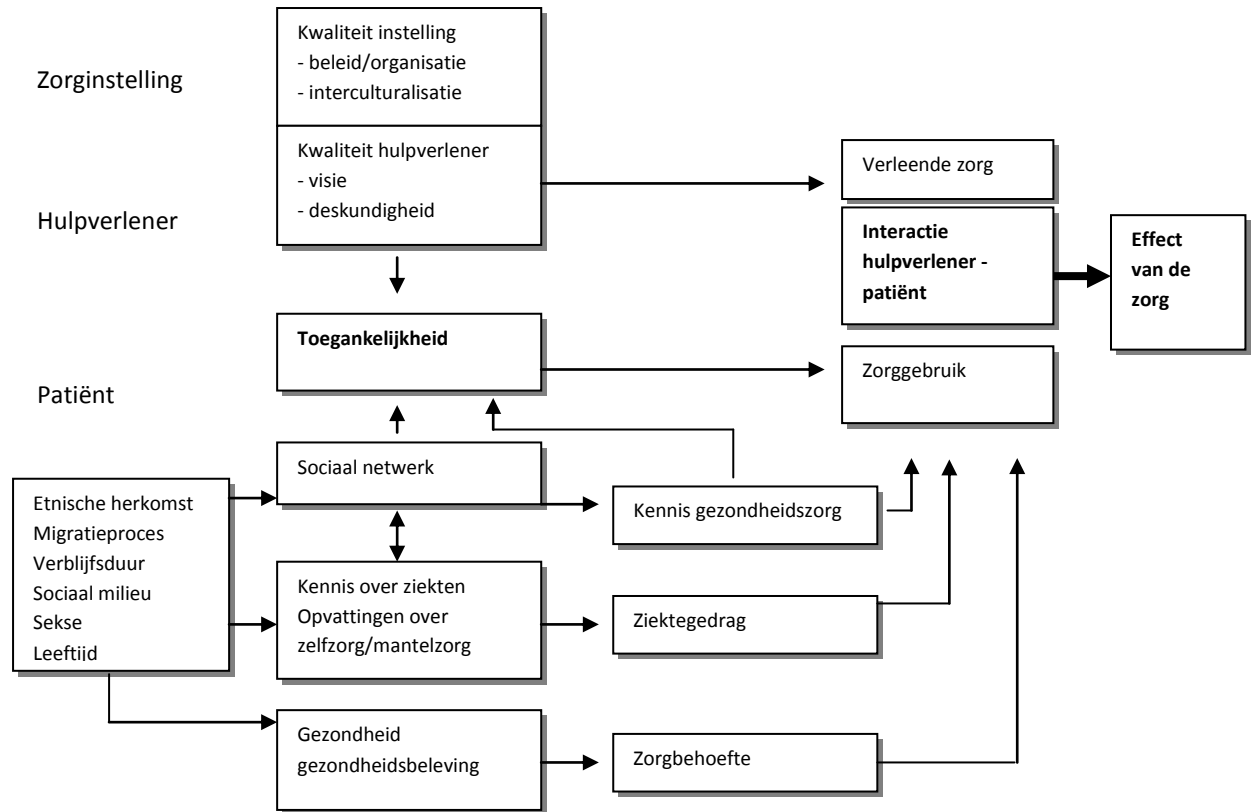 Zorginstelling
Kwaliteit instelling
- beleid/organisatie
- interculturalisatie
Hulpverlener
Kwaliteit hulpverlener
- visie
- deskundigheid
Verleende zorg
Interactie
hulpverlener -
patiënt
Effect
van de
zorg
Toegankelijkheid
Zorggebruik
Patiënt
Sociaal netwerk
Etnische herkomst
Migratieproces
Verblijfsduur
Sociaal milieu
Sekse
Leeftijd
Kennis gezondheidszorg
Kennis over ziekten
Opvattingen over
zelfzorg/mantelzorg
Ziektegedrag
Gezondheid
gezondheidsbeleving
Zorgbehoefte